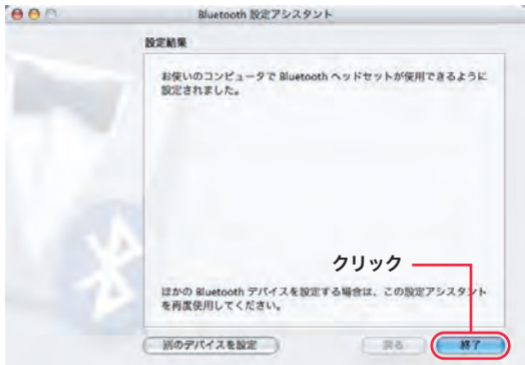 Bluetooth 設定アシスタント
設定結果
お使いのコンピュータで Bluetooth ヘッドセットが使用できるように
設定されました。
クリック
ほかの Bluetooth デバイスを設定する場合は、この設定アシスタント
を再度使用してください。
別のデバイスを設定
戻る
終了